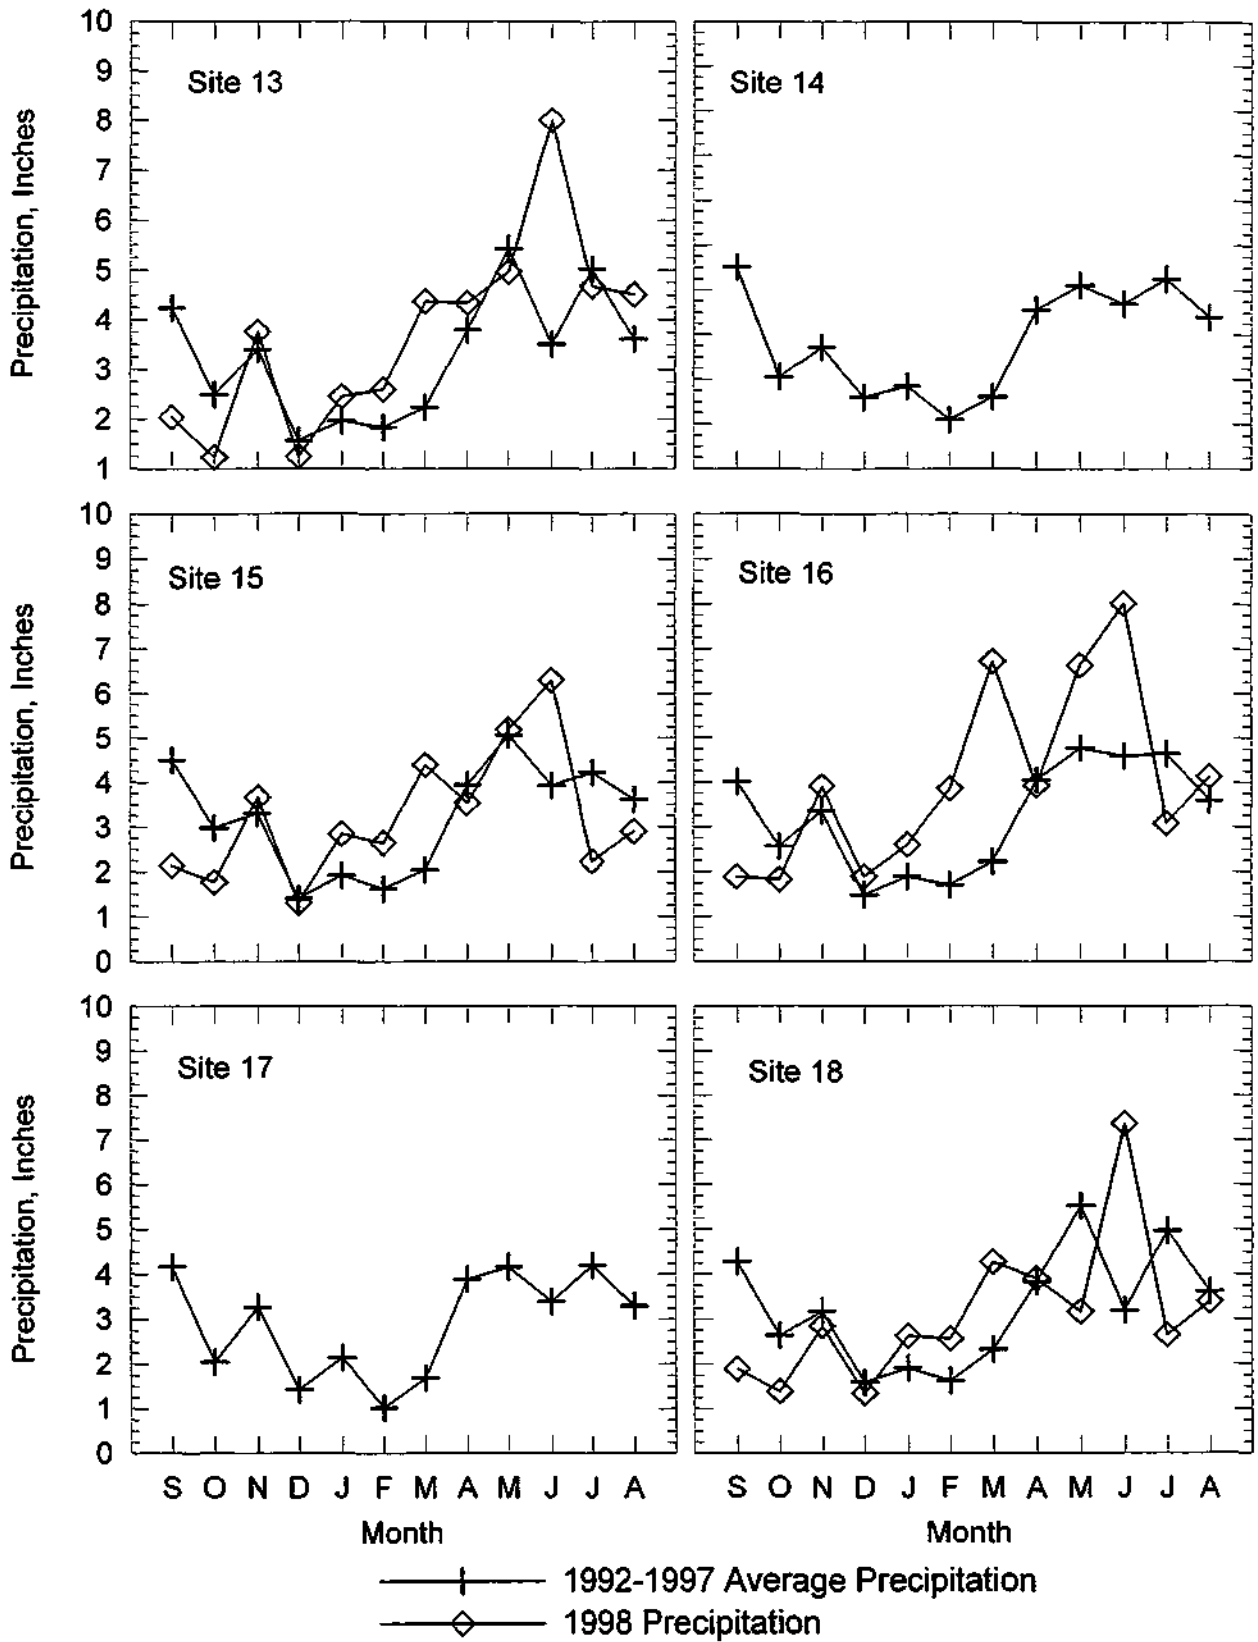 Precipitation, Inches
10
9
8
7
6
5
4
3
2
1
Site 13
Site 14
Precipitation, Inches
10
9
8
7
6
5
4
3
2
1
0
Site 15
Site 16
Precipitation, Inches
10
9
8
7
6
5
4
3
2
1
0
Site 17
Site 18
S O N D J F M A M J J A
S O N D J F M A M J J A
Month
Month
1992-1997 Average Precipitation
1998 Precipitation